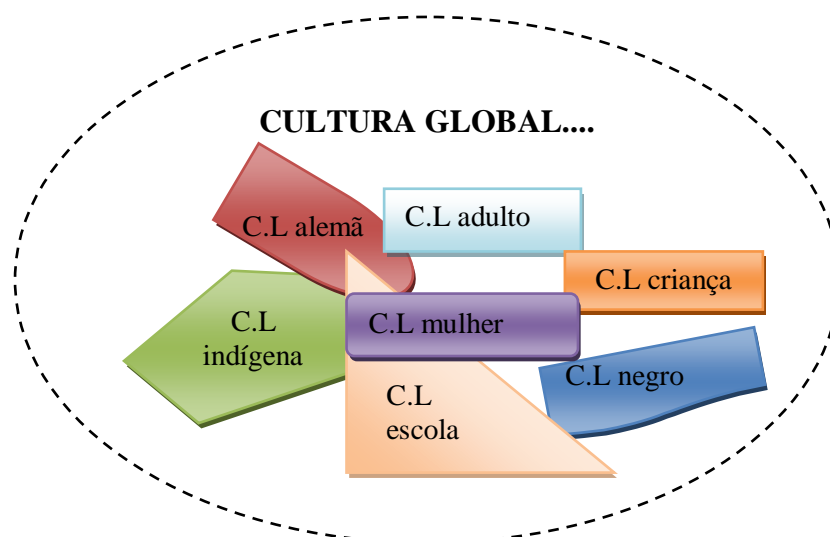 CULTURA GLOBAL....
C.L alemã
C.L adulto
C.L criança
C.L
indígena
C.L mulher
C.L negro
C.L
escola